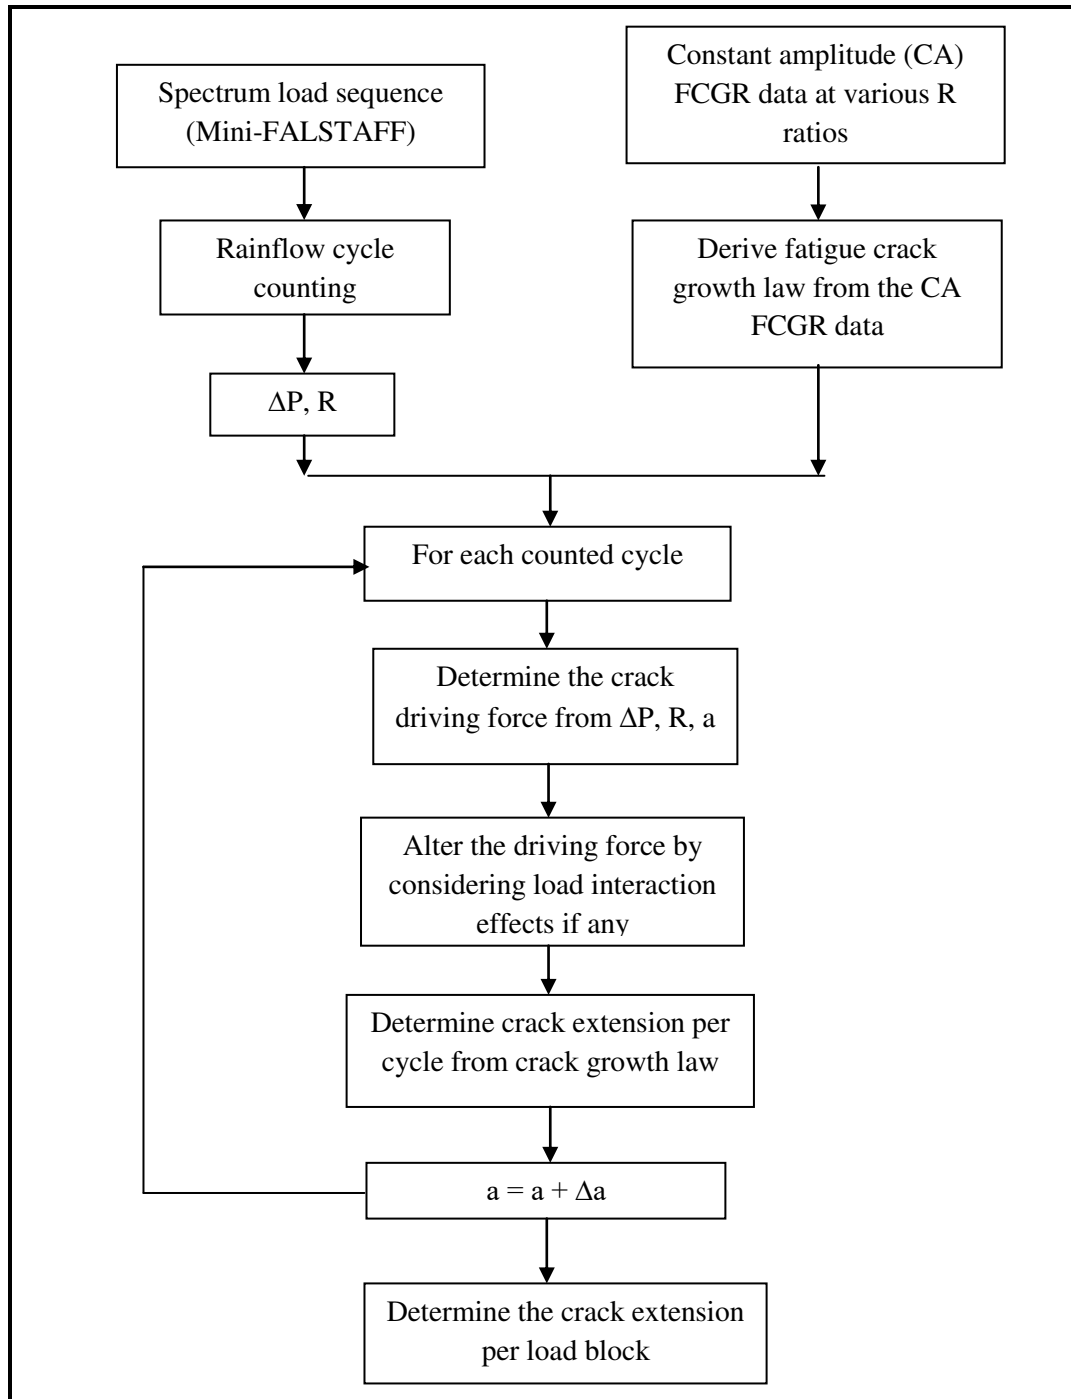 Spectrum load sequence
(Mini-FALSTAFF)
Constant amplitude (CA)
FCGR data at various R
ratios
Rainflow cycle
counting
Derive fatigue crack
growth law from the CA
FCGR data
ΔP, R
For each counted cycle
Determine the crack
driving force from ΔP, R, a
Alter the driving force by
considering load interaction
effects if any
Determine crack extension per
cycle from crack growth law
a = a + Δa
Determine the crack extension
per load block